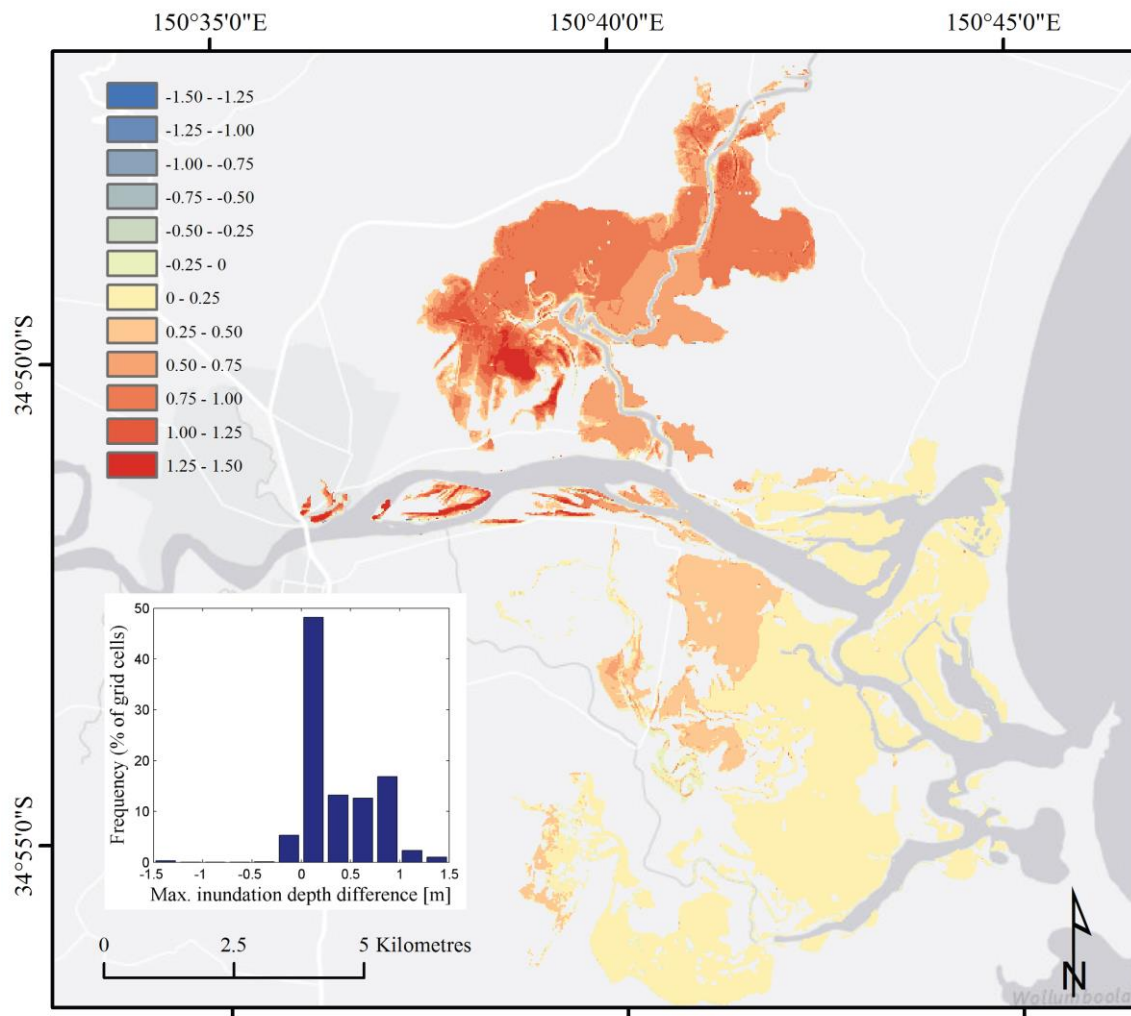 150°35'0"E 150°40'0"E 150°45'0"E
-1.50 - -1.25
-1.25 - -1.00
-1.00 - -0.75
-0.75 - -0.50
-0.50 - -0.25
-0.25 - 0
0 - 0.25
0.25 - 0.50
0.50 - 0.75
0.75 - 1.00
1.00 - 1.25
1.25 - 1.50
34°50'0"S
34°55'0"S
Frequency (% of grid cells)
50
40
30
20
10
0
-1.5 -1 -0.5 0 0.5 1 1.5
Max. inundation depth difference [m]
0 2.5 5 Kilometres
N
Wollumboola